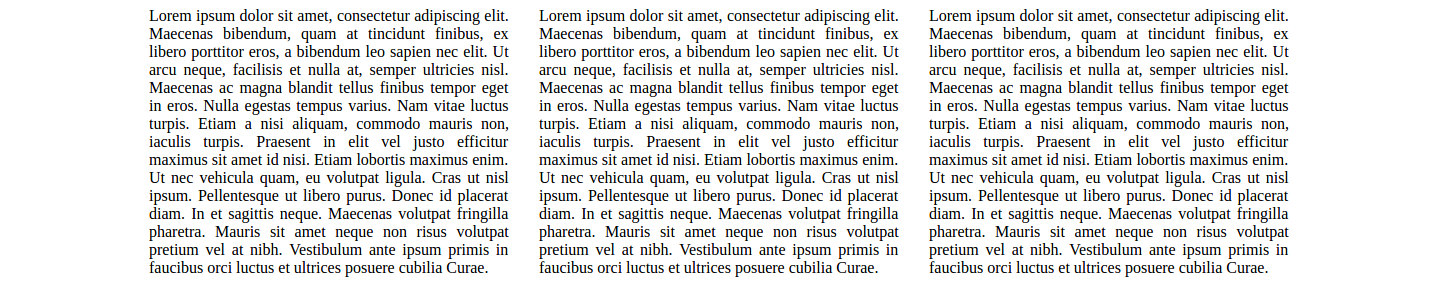 Lorem ipsum dolor sit amet, consectetur adipiscing elit.
Maecenas bibendum, quam at tincidunt finibus, ex
libero porttitor eros, a bibendum leo sapien nec elit. Ut
arcu neque, facilisis et nulla at, semper ultricies nisl.
Maecenas ac magna blandit tellus finibus tempor eget
in eros. Nulla egestas tempus varius. Nam vitae luctus
turpis. Etiam a nisi aliquam, commodo mauris non,
iaculis turpis. Praesent in elit vel justo efficitur
maximus sit amet id nisi. Etiam lobortis maximus enim.
Ut nec vehicula quam, eu volutpat ligula. Cras ut nisl
ipsum. Pellentesque ut libero purus. Donec id placerat
diam. In et sagittis neque. Maecenas volutpat fringilla
pharetra. Mauris sit amet neque non risus volutpat
pretium vel at nibh. Vestibulum ante ipsum primis in
faucibus orci luctus et ultrices posuere cubilia Curae.
Lorem ipsum dolor sit amet, consectetur adipiscing elit.
Maecenas bibendum, quam at tincidunt finibus, ex
libero porttitor eros, a bibendum leo sapien nec elit. Ut
arcu neque, facilisis et nulla at, semper ultricies nisl.
Maecenas ac magna blandit tellus finibus tempor eget
in eros. Nulla egestas tempus varius. Nam vitae luctus
turpis. Etiam a nisi aliquam, commodo mauris non,
iaculis turpis. Praesent in elit vel justo efficitur
maximus sit amet id nisi. Etiam lobortis maximus enim.
Ut nec vehicula quam, eu volutpat ligula. Cras ut nisl
ipsum. Pellentesque ut libero purus. Donec id placerat
diam. In et sagittis neque. Maecenas volutpat fringilla
pharetra. Mauris sit amet neque non risus volutpat
pretium vel at nibh. Vestibulum ante ipsum primis in
faucibus orci luctus et ultrices posuere cubilia Curae.
Lorem ipsum dolor sit amet, consectetur adipiscing elit.
Maecenas bibendum, quam at tincidunt finibus, ex
libero porttitor eros, a bibendum leo sapien nec elit. Ut
arcu neque, facilisis et nulla at, semper ultricies nisl.
Maecenas ac magna blandit tellus finibus tempor eget
in eros. Nulla egestas tempus varius. Nam vitae luctus
turpis. Etiam a nisi aliquam, commodo mauris non,
iaculis turpis. Praesent in elit vel justo efficitur
maximus sit amet id nisi. Etiam lobortis maximus enim.
Ut nec vehicula quam, eu volutpat ligula. Cras ut nisl
ipsum. Pellentesque ut libero purus. Donec id placerat
diam. In et sagittis neque. Maecenas volutpat fringilla
pharetra. Mauris sit amet neque non risus volutpat
pretium vel at nibh. Vestibulum ante ipsum primis in
faucibus orci luctus et ultrices posuere cubilia Curae.